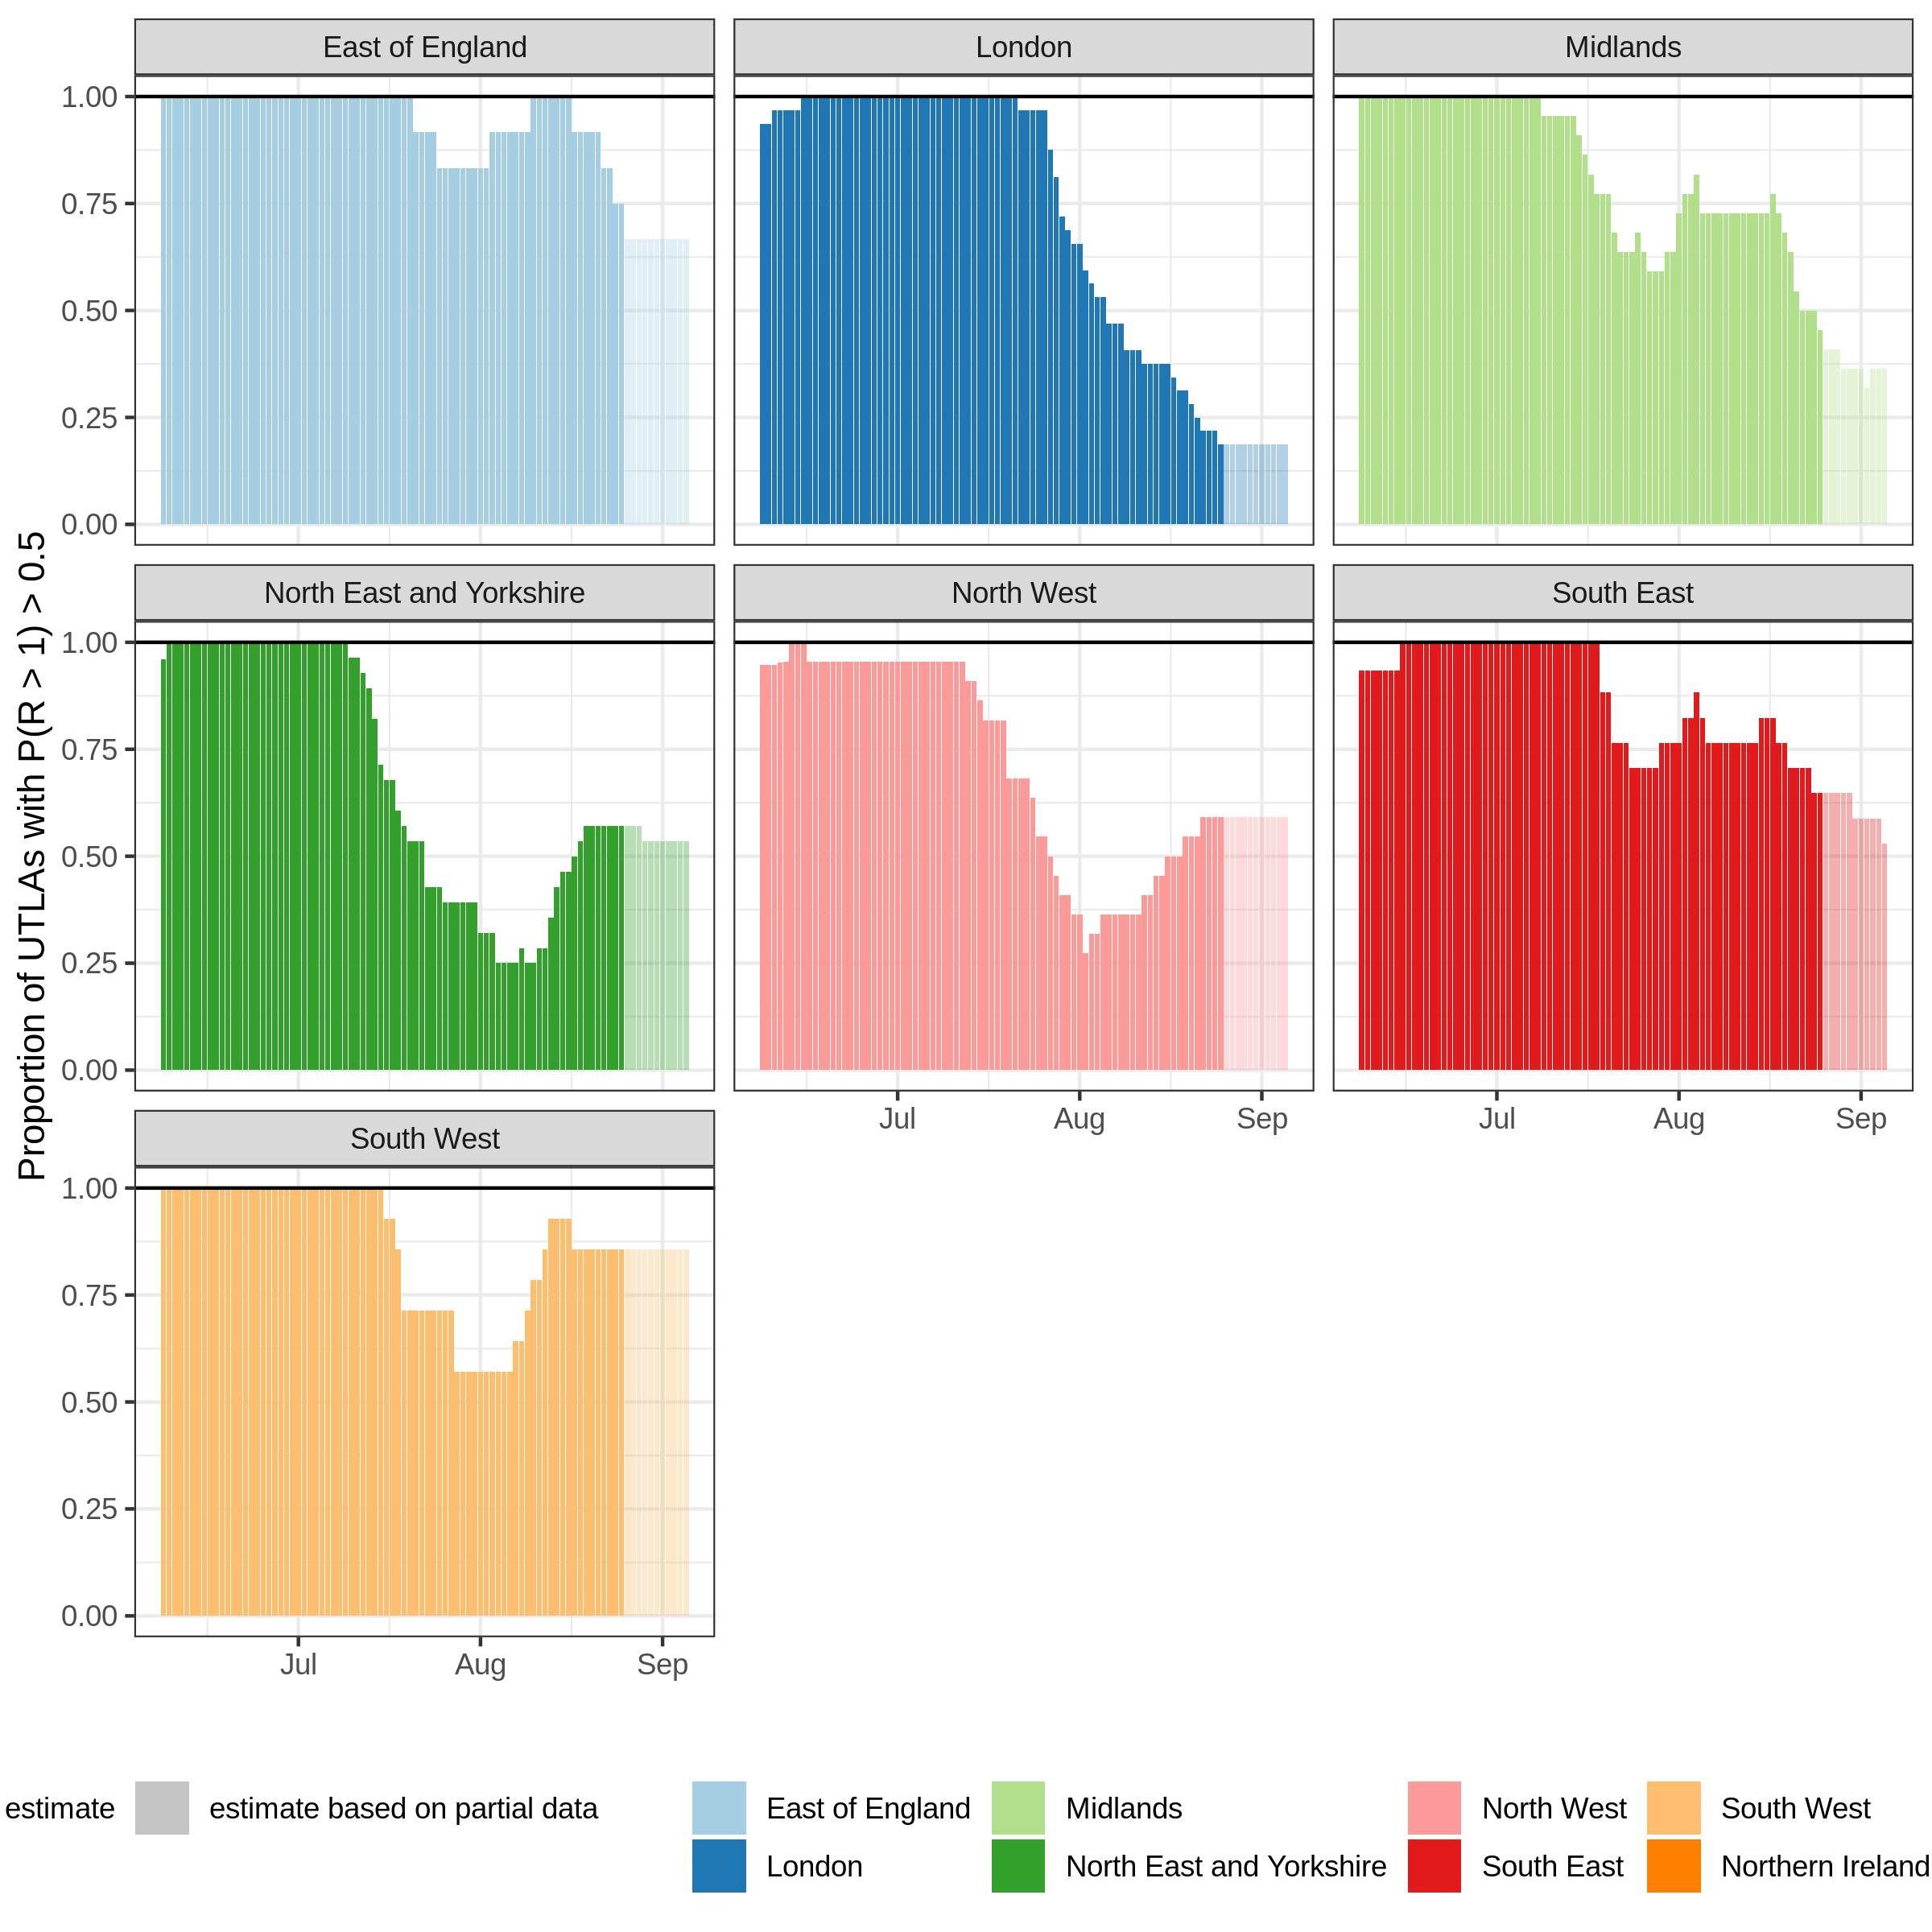 East of England
London
Midlands
1.00
0.75
0.50
0.25
0.00
North East and Yorkshire
North West
South East
1.00
0.75
0.50
0.25
0.00
Jul Aug Sep
Jul Aug Sep
South West
1.00
0.75
0.50
0.25
0.00
Jul Aug Sep
Proportion of UTLAs with P(R > 1) > 0.5
estimate
estimate based on partial data
East of England
Midlands
North West
South West
London
North East and Yorkshire
South East
Northern Ireland